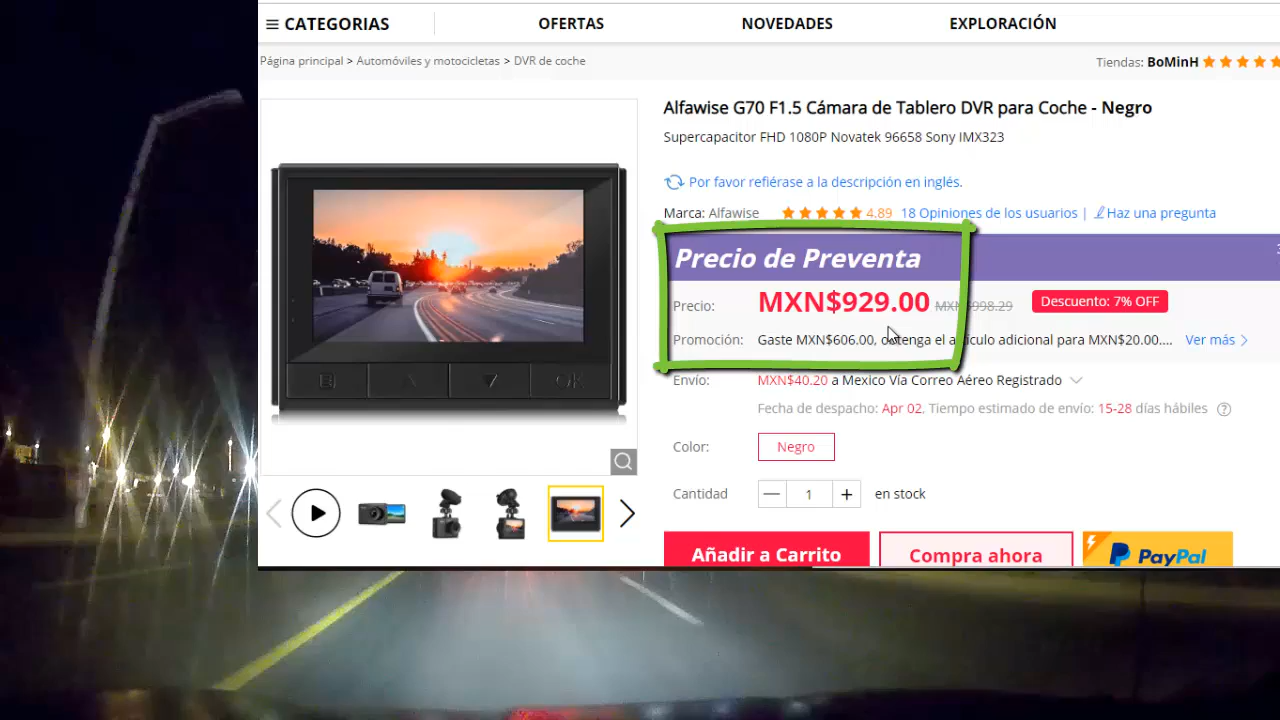 CATEGORIAS
OFERTAS
NOVEDADES
EXPLORACIÓN
Página principal > Automóviles y motocicletas > DVR de coche
Tiendas: BoMinH
Alfawise G70 F1.5 Cámara de Tablero DVR para Coche - Negro
Supercapacitor FHD 1080P Novatek 96658 Sony IMX323
Por favor refiérase a la descripción en inglés.
Marca: Alfawise 4.89 18 Opiniones de los usuarios | Haz una pregunta
Precio de Preventa
Precio: MXN$929.00 MXN$998.29 Descuento: 7% OFF
Promoción: Gaste MXN$606.00, obtenga el artículo adicional para MXN$20.00.... Ver más
Envío: MXN$40.20 a Mexico Vía Correo Aéreo Registrado
Fecha de despacho: Apr 02. Tiempo estimado de envío: 15-28 días hábiles ?
Color: Negro
Cantidad — 1 + en stock
Añadir a Carrito
Compra ahora
PayPal
OK